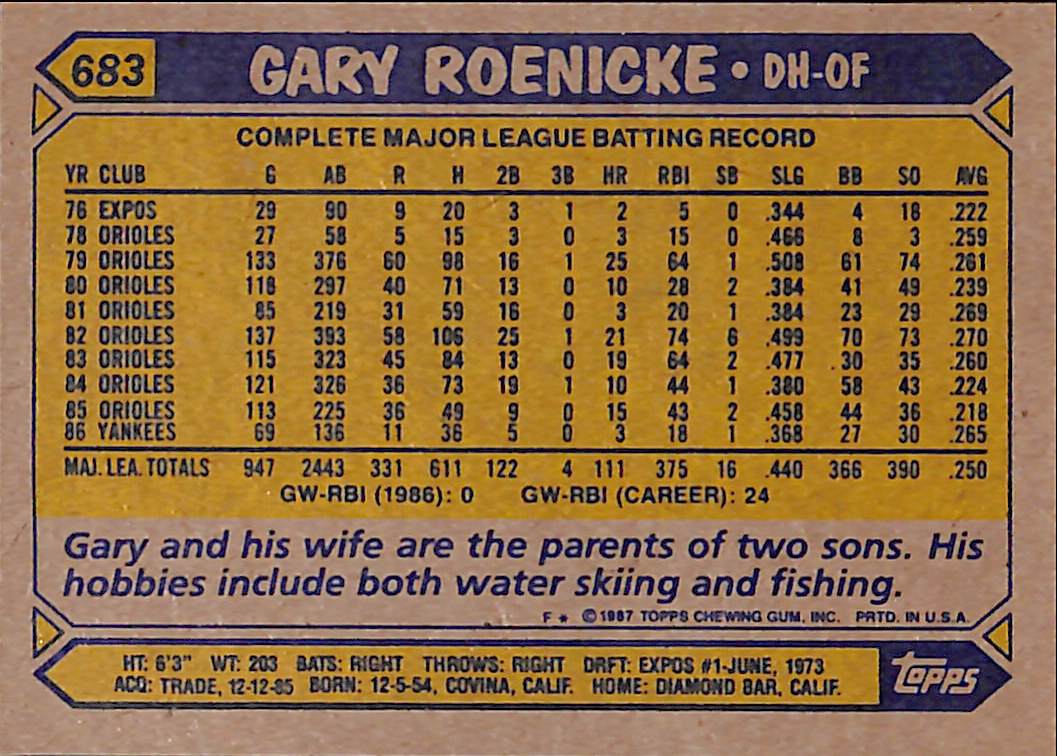 683 GARY ROENICKE • DH-OF
COMPLETE MAJOR LEAGUE BATTING RECORD
YR CLUB G AB R H 2B 3B HR RBI SB SLG BB SO AVG
76 EXPOS 29 90 9 20 3 1 2 5 0 .344 4 18 .222
78 ORIOLES 27 58 5 15 3 0 3 15 0 .466 8 3 .259
79 ORIOLES 133 376 60 98 16 1 25 64 1 .508 61 74 .261
80 ORIOLES 118 297 40 71 13 0 10 28 2 .384 41 49 .239
81 ORIOLES 85 219 31 59 16 0 3 20 1 .384 23 29 .269
82 ORIOLES 137 393 58 106 25 1 21 74 6 .499 70 73 .270
83 ORIOLES 115 323 45 84 13 0 19 64 2 .477 30 35 .260
84 ORIOLES 121 326 36 73 19 1 10 44 1 .380 58 43 .224
85 ORIOLES 113 225 36 49 9 0 15 43 2 .458 44 36 .218
86 YANKEES 69 136 11 36 5 0 3 18 1 .368 27 30 .265
MAJ. LEA. TOTALS 947 2443 331 611 122 4 111 375 16 .440 366 390 .250
GW-RBI (1986): 0 GW-RBI (CAREER): 24
Gary and his wife are the parents of two sons. His
hobbies include both water skiing and fishing.
F * © 1987 TOPPS CHEWING GUM, INC. PRTD. IN U.S.A.
HT: 6'3" WT: 203 BATS: RIGHT THROWS: RIGHT DRFT: EXPOS #1-JUNE, 1973
ACQ: TRADE, 12-12-85 BORN: 12-5-54, COVINA, CALIF. HOME: DIAMOND BAR, CALIF.
Topps